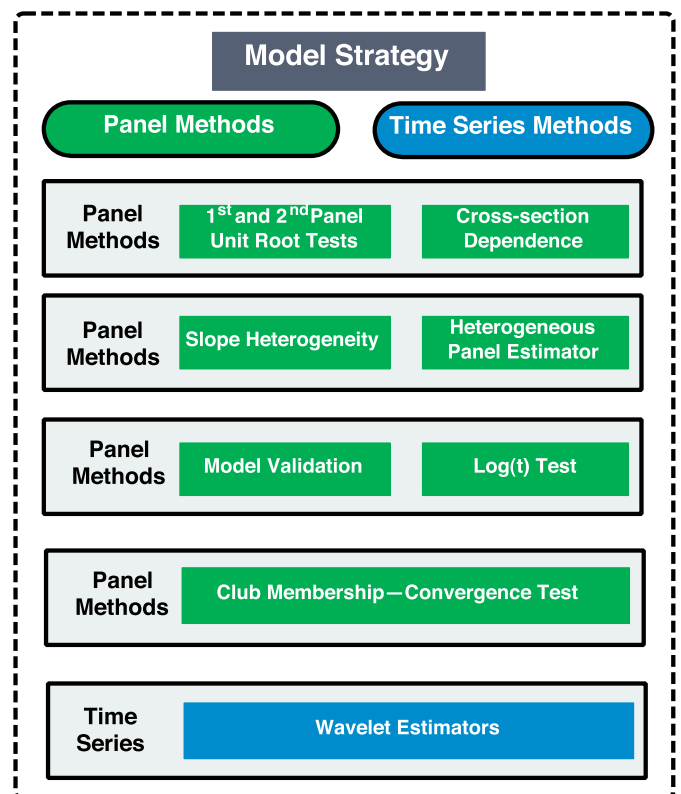 Model Strategy
Panel Methods
Time Series Methods
Panel
Methods
1st and 2nd Panel
Unit Root Tests
Cross-section
Dependence
Panel
Methods
Slope Heterogeneity
Heterogeneous
Panel Estimator
Panel
Methods
Model Validation
Log(t) Test
Panel
Methods
Club Membership—Convergence Test
Time
Series
Wavelet Estimators